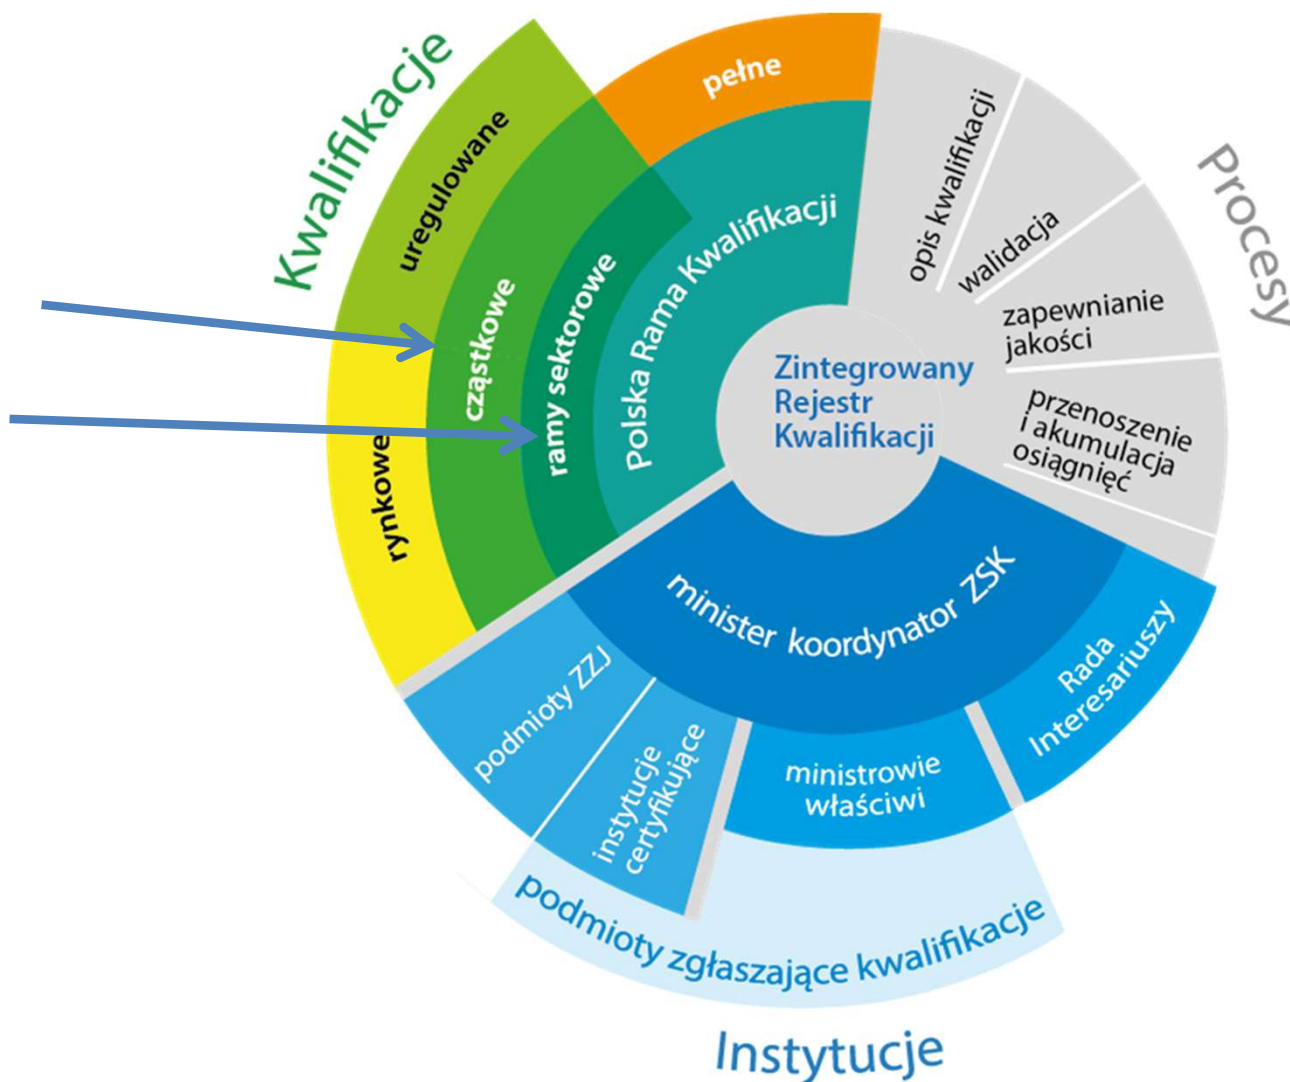 Kwalifikacje
uregulowane
rynkowe
cząstkowe
ramy sektorowe
pełne
Polska Rama Kwalifikacji
Procesy
opis kwalifikacji
walidacja
zapewnianie
jakości
przenoszenie
i akumulacja
osiągnięć
Zintegrowany
Rejestr
Kwalifikacji
minister koordynator ZSK
Rada
Interesariuszy
ministrowie
właściwi
instytucje
certyfikujące
podmioty ZZJ
podmioty zgłaszające kwalifikacje
Instytucje